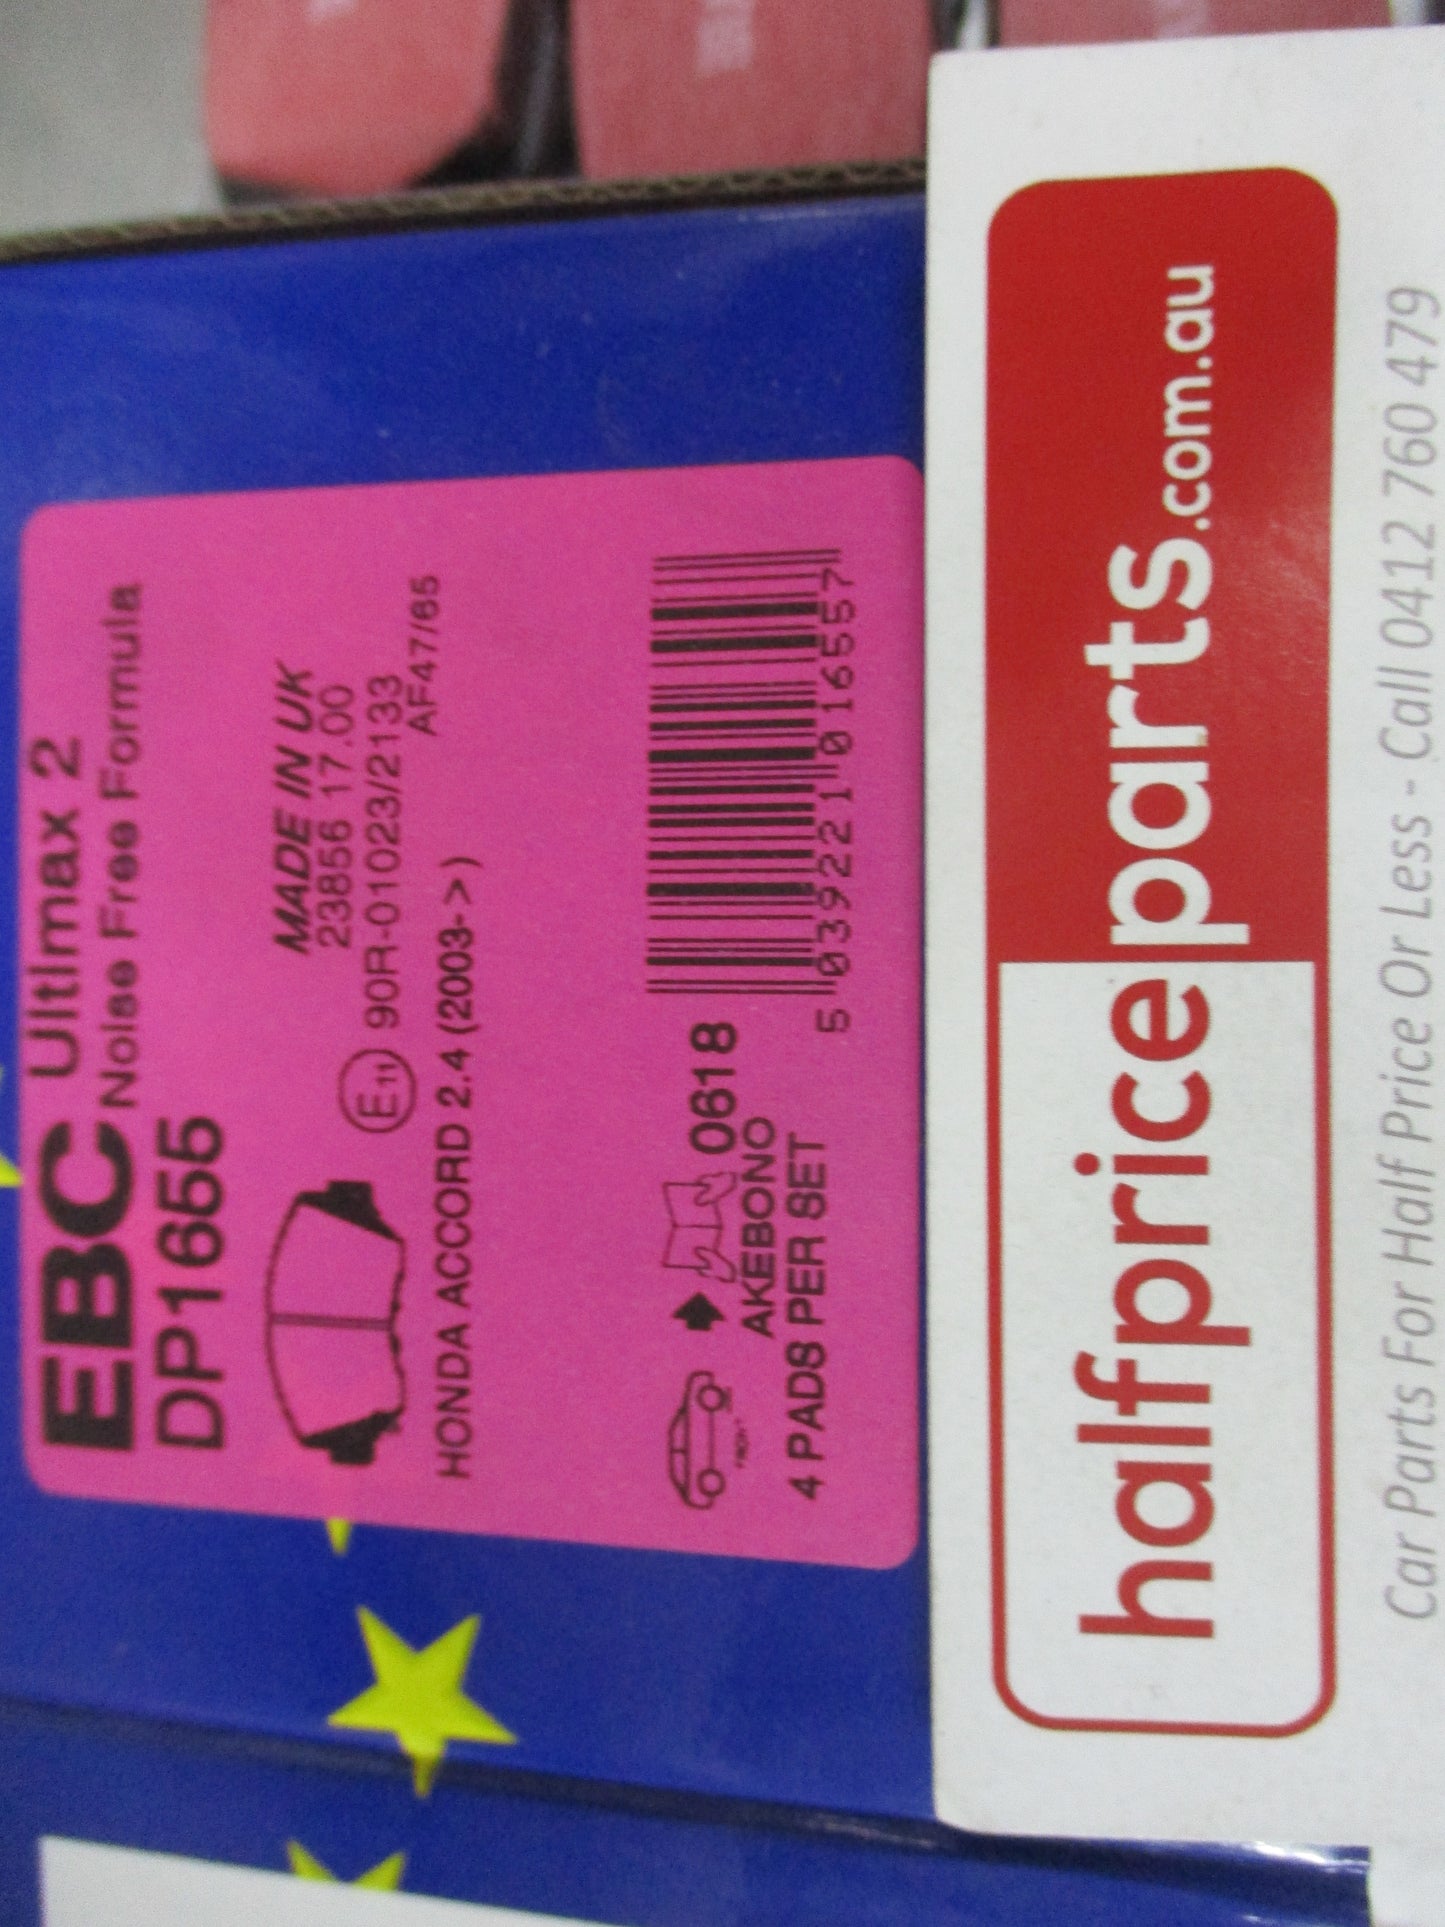 EBC Ultimax 2
Noise Free Formula
DP1655
MADE IN UK
23856 17.00
E11 90R-01023/2133
AF47/65
HONDA ACCORD 2.4 (2003->)
0618
AKEBONO
FRONT
4 PADS PER SET
5 039221 016557
halfpriceparts.com.au
Car Parts For Half Price Or Less - Call 0412 760 479